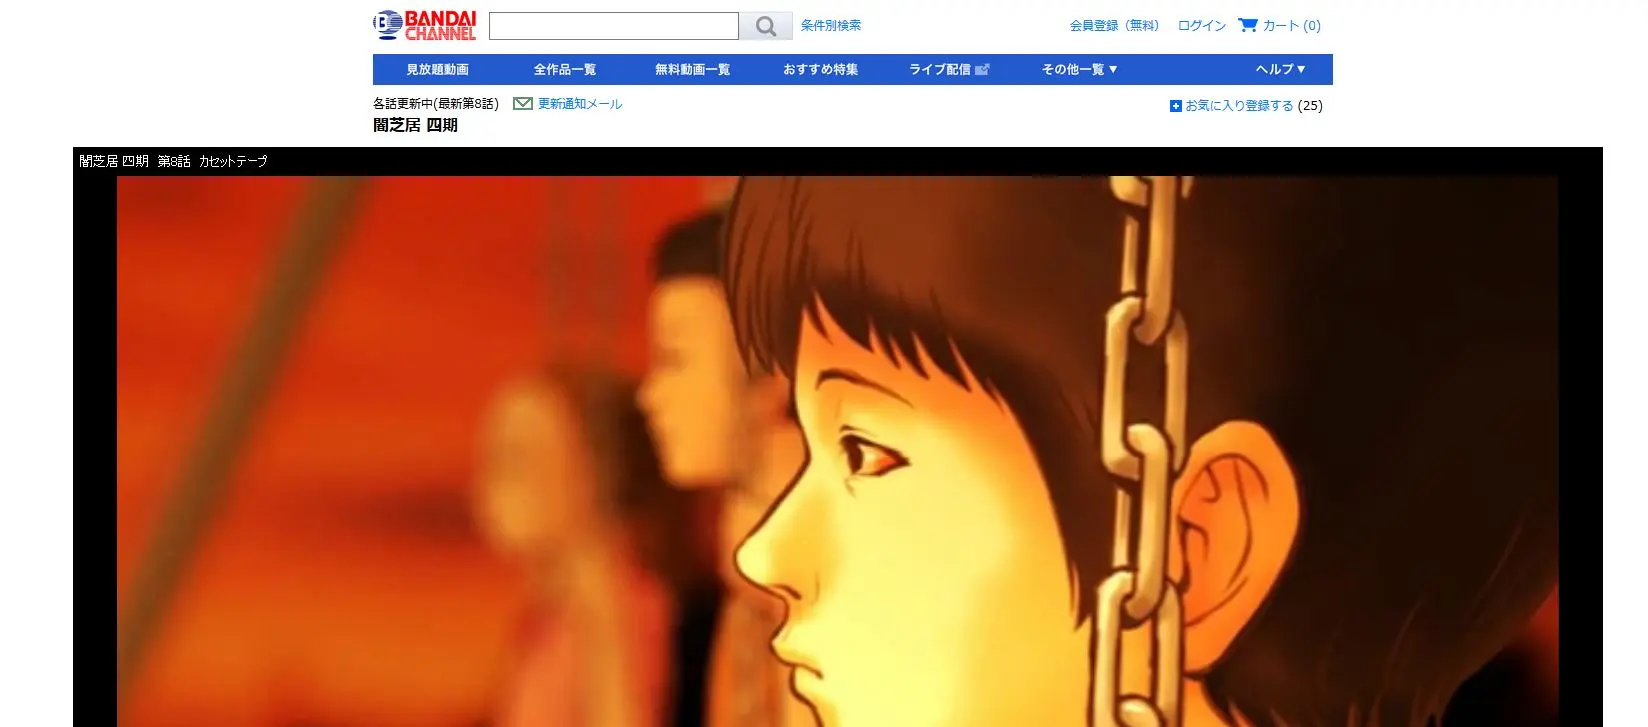 BANDAI CHANNEL 条件別検索 会員登録（無料） ログイン カート (0)
見放題動画 全作品一覧 無料動画一覧 おすすめ特集 ライブ配信 その他一覧▼ ヘルプ▼
各話更新中(最新第8話) 更新通知メール お気に入り登録する (25)
闇芝居 四期
闇芝居 四期 第8話 カセットテープ